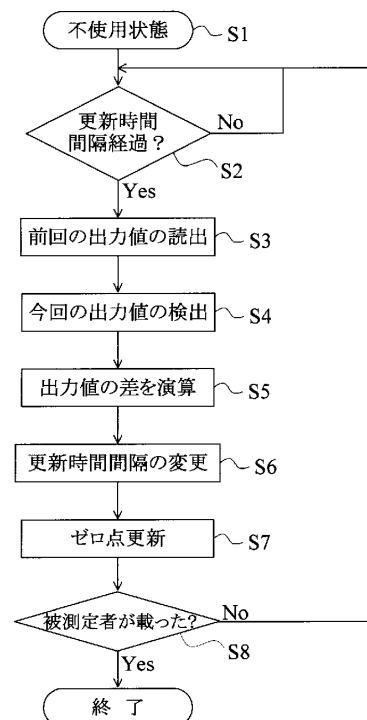 不使用状態
S1
更新時間
間隔経過？
No
S2
Yes
前回の出力値の読出
S3
今回の出力値の検出
S4
出力値の差を演算
S5
更新時間間隔の変更
S6
ゼロ点更新
S7
被測定者が載った?
No
S8
Yes
終 了